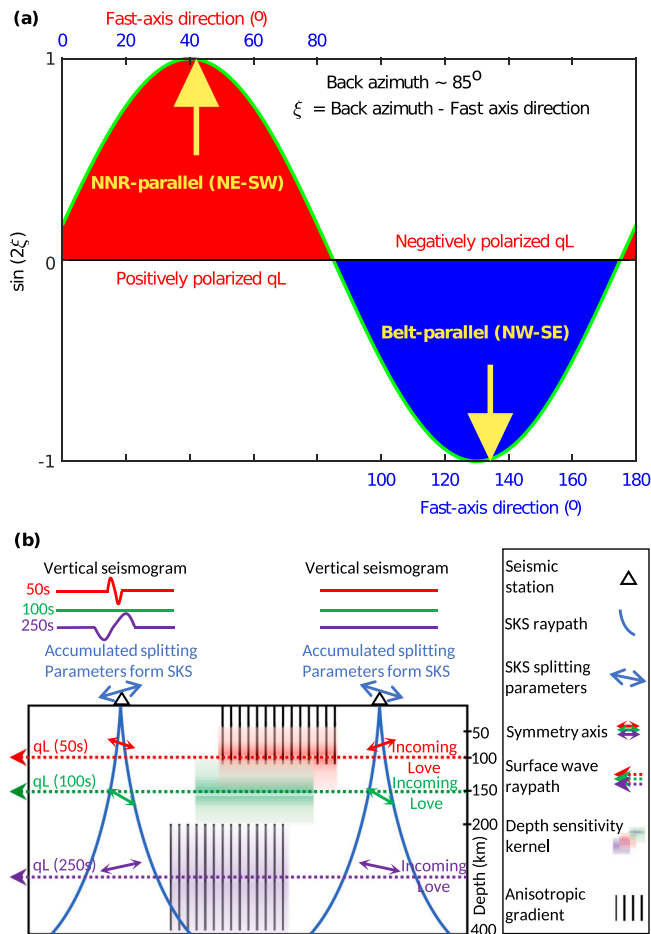 (a)
Fast-axis direction (º)
0 20 40 60 80
1
Back azimuth ~ 85º
ξ = Back azimuth - Fast axis direction
NNR-parallel (NE-SW)
sin (2ξ)
Negatively polarized qL
0
Positively polarized qL
Belt-parallel (NW-SE)
-1
100 120 140 160 180
Fast-axis direction (º)
(b)
Vertical seismogram
Vertical seismogram
50s
100s
250s
Accumulated splitting
Parameters form SKS
Accumulated splitting
Parameters form SKS
50
qL (50s)
Incoming
Love
100
qL (100s)
Incoming
Love
150
200
qL (250s)
Incoming
Love
400
Depth (km)
Seismic
station
SKS raypath
SKS splitting
parameters
Symmetry axis
Surface wave
raypath
Depth sensitivity
kernel
Anisotropic
gradient